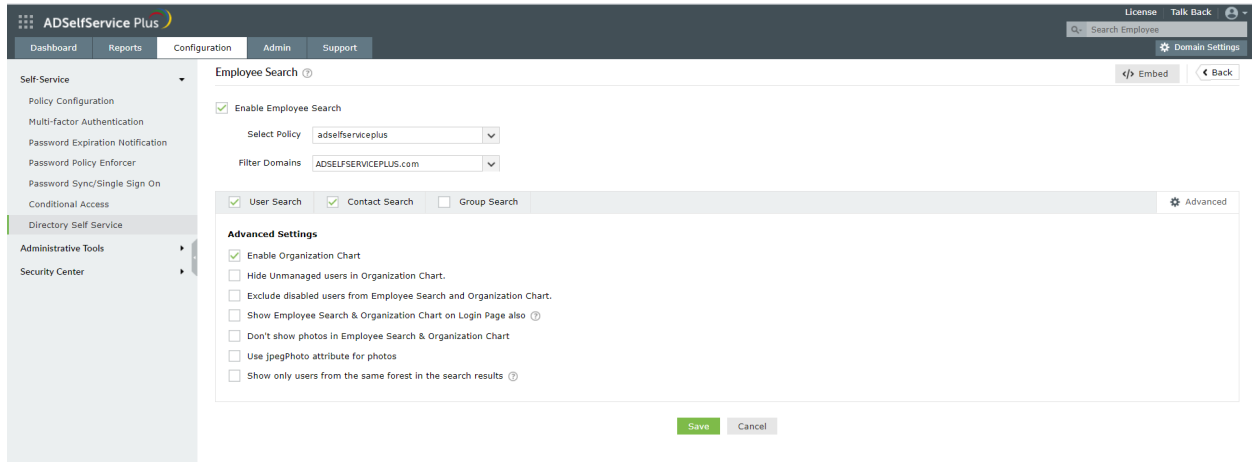 License Talk Back
ADSelfService Plus
Search Employee
Dashboard Reports Configuration Admin Support Domain Settings
Self-Service
Policy Configuration
Multi-factor Authentication
Password Expiration Notification
Password Policy Enforcer
Password Sync/Single Sign On
Conditional Access
Directory Self Service
Administrative Tools
Security Center
Employee Search ?
</> Embed Back
Enable Employee Search
Select Policy adselfserviceplus
Filter Domains ADSELFSERVICEPLUS.com
User Search Contact Search Group Search Advanced
Advanced Settings
Enable Organization Chart
Hide Unmanaged users in Organization Chart.
Exclude disabled users from Employee Search and Organization Chart.
Show Employee Search & Organization Chart on Login Page also ?
Don't show photos in Employee Search & Organization Chart
Use jpegPhoto attribute for photos
Show only users from the same forest in the search results ?
Save Cancel